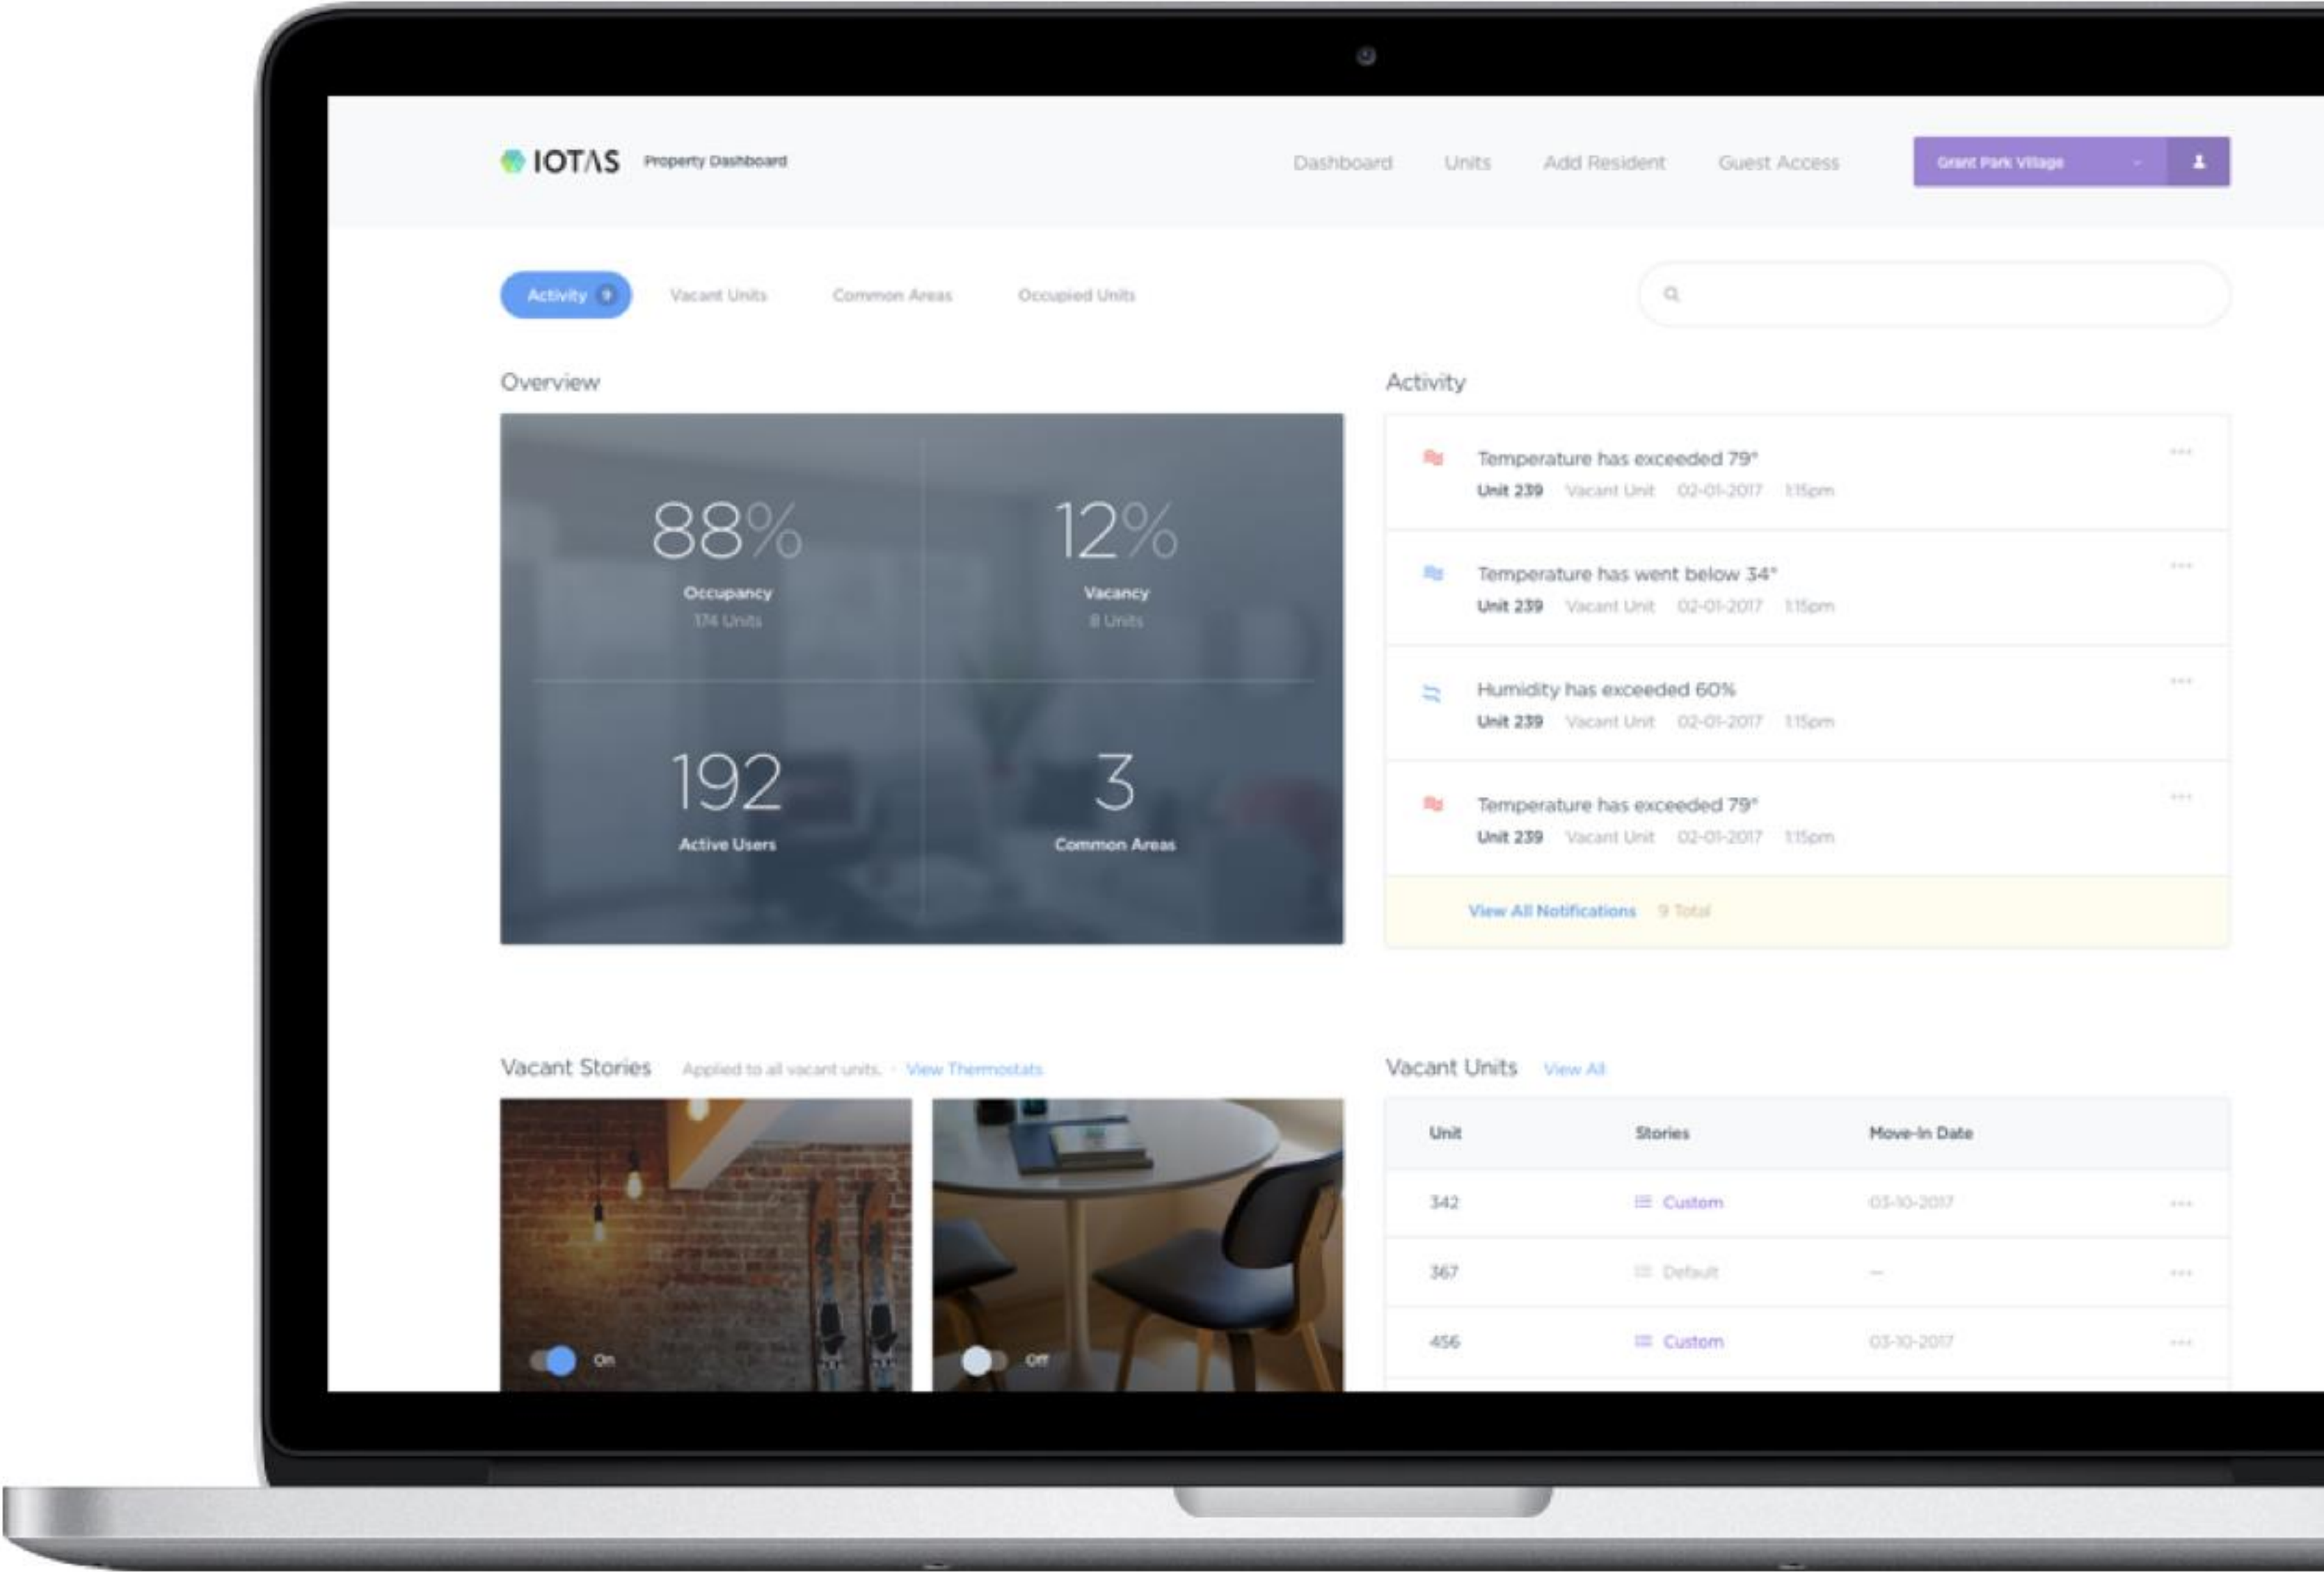 IOTAS Property Dashboard
Dashboard Units Add Resident Guest Access Grant Park Village
Activity 9 Vacant Units Common Areas Occupied Units
Overview
88%
Occupancy
174 Units
12%
Vacancy
8 Units
192
Active Users
3
Common Areas
Activity
Temperature has exceeded 79°
Unit 239 Vacant Unit 02-01-2017 1:15pm
Temperature has went below 34°
Unit 239 Vacant Unit 02-01-2017 1:15pm
Humidity has exceeded 60%
Unit 239 Vacant Unit 02-01-2017 1:15pm
Temperature has exceeded 79°
Unit 239 Vacant Unit 02-01-2017 1:15pm
View All Notifications 9 Total
Vacant Stories Applied to all vacant units. · View Thermostats
On
Off
Vacant Units View All
Unit Stories Move-In Date
342 Custom 03-10-2017
367 Default —
456 Custom 03-10-2017